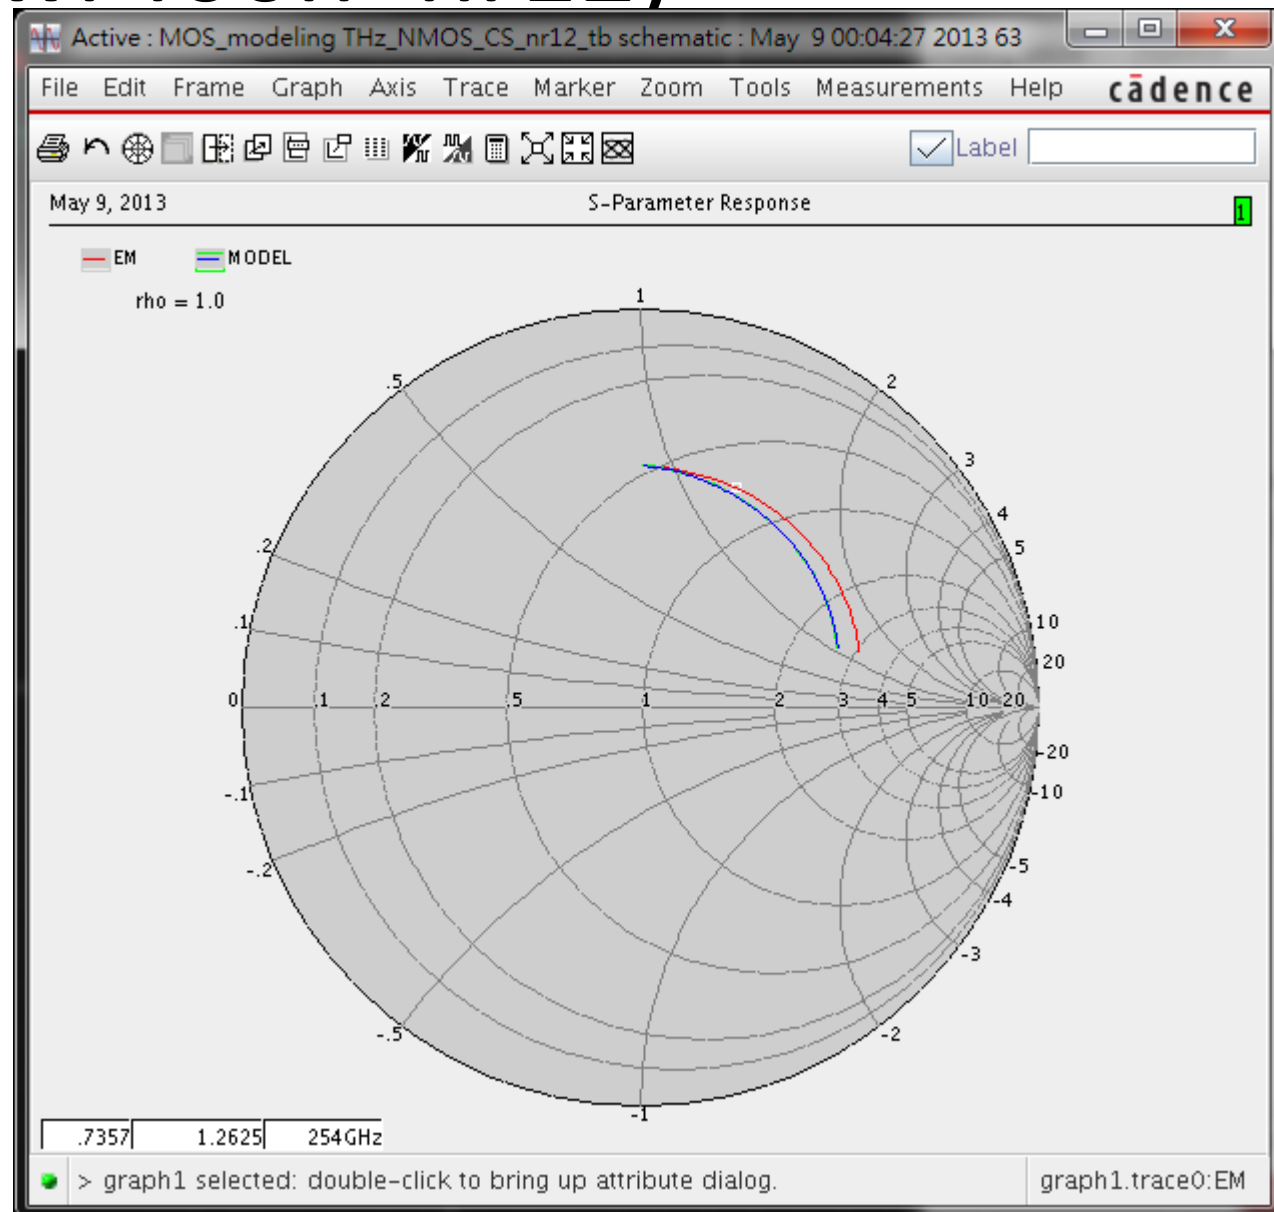 Active : MOS_modeling THz_NMOS_CS_nr12_tb schematic : May 9 00:04:27 2013 63
File Edit Frame Graph Axis Trace Marker Zoom Tools Measurements Help cādence
Label
May 9, 2013 S-Parameter Response 1
EM MODEL
rho = 1.0
1
.5 2
3
4
.2 5
.1 10
20
0 .1 .2 .5 1 2 3 4 5 10 20
-20
-.1 -10
-.2 -5
-4
-3
-.5 -2
-1
.7357 1.2625 254GHz
> graph1 selected: double-click to bring up attribute dialog. graph1.trace0:EM